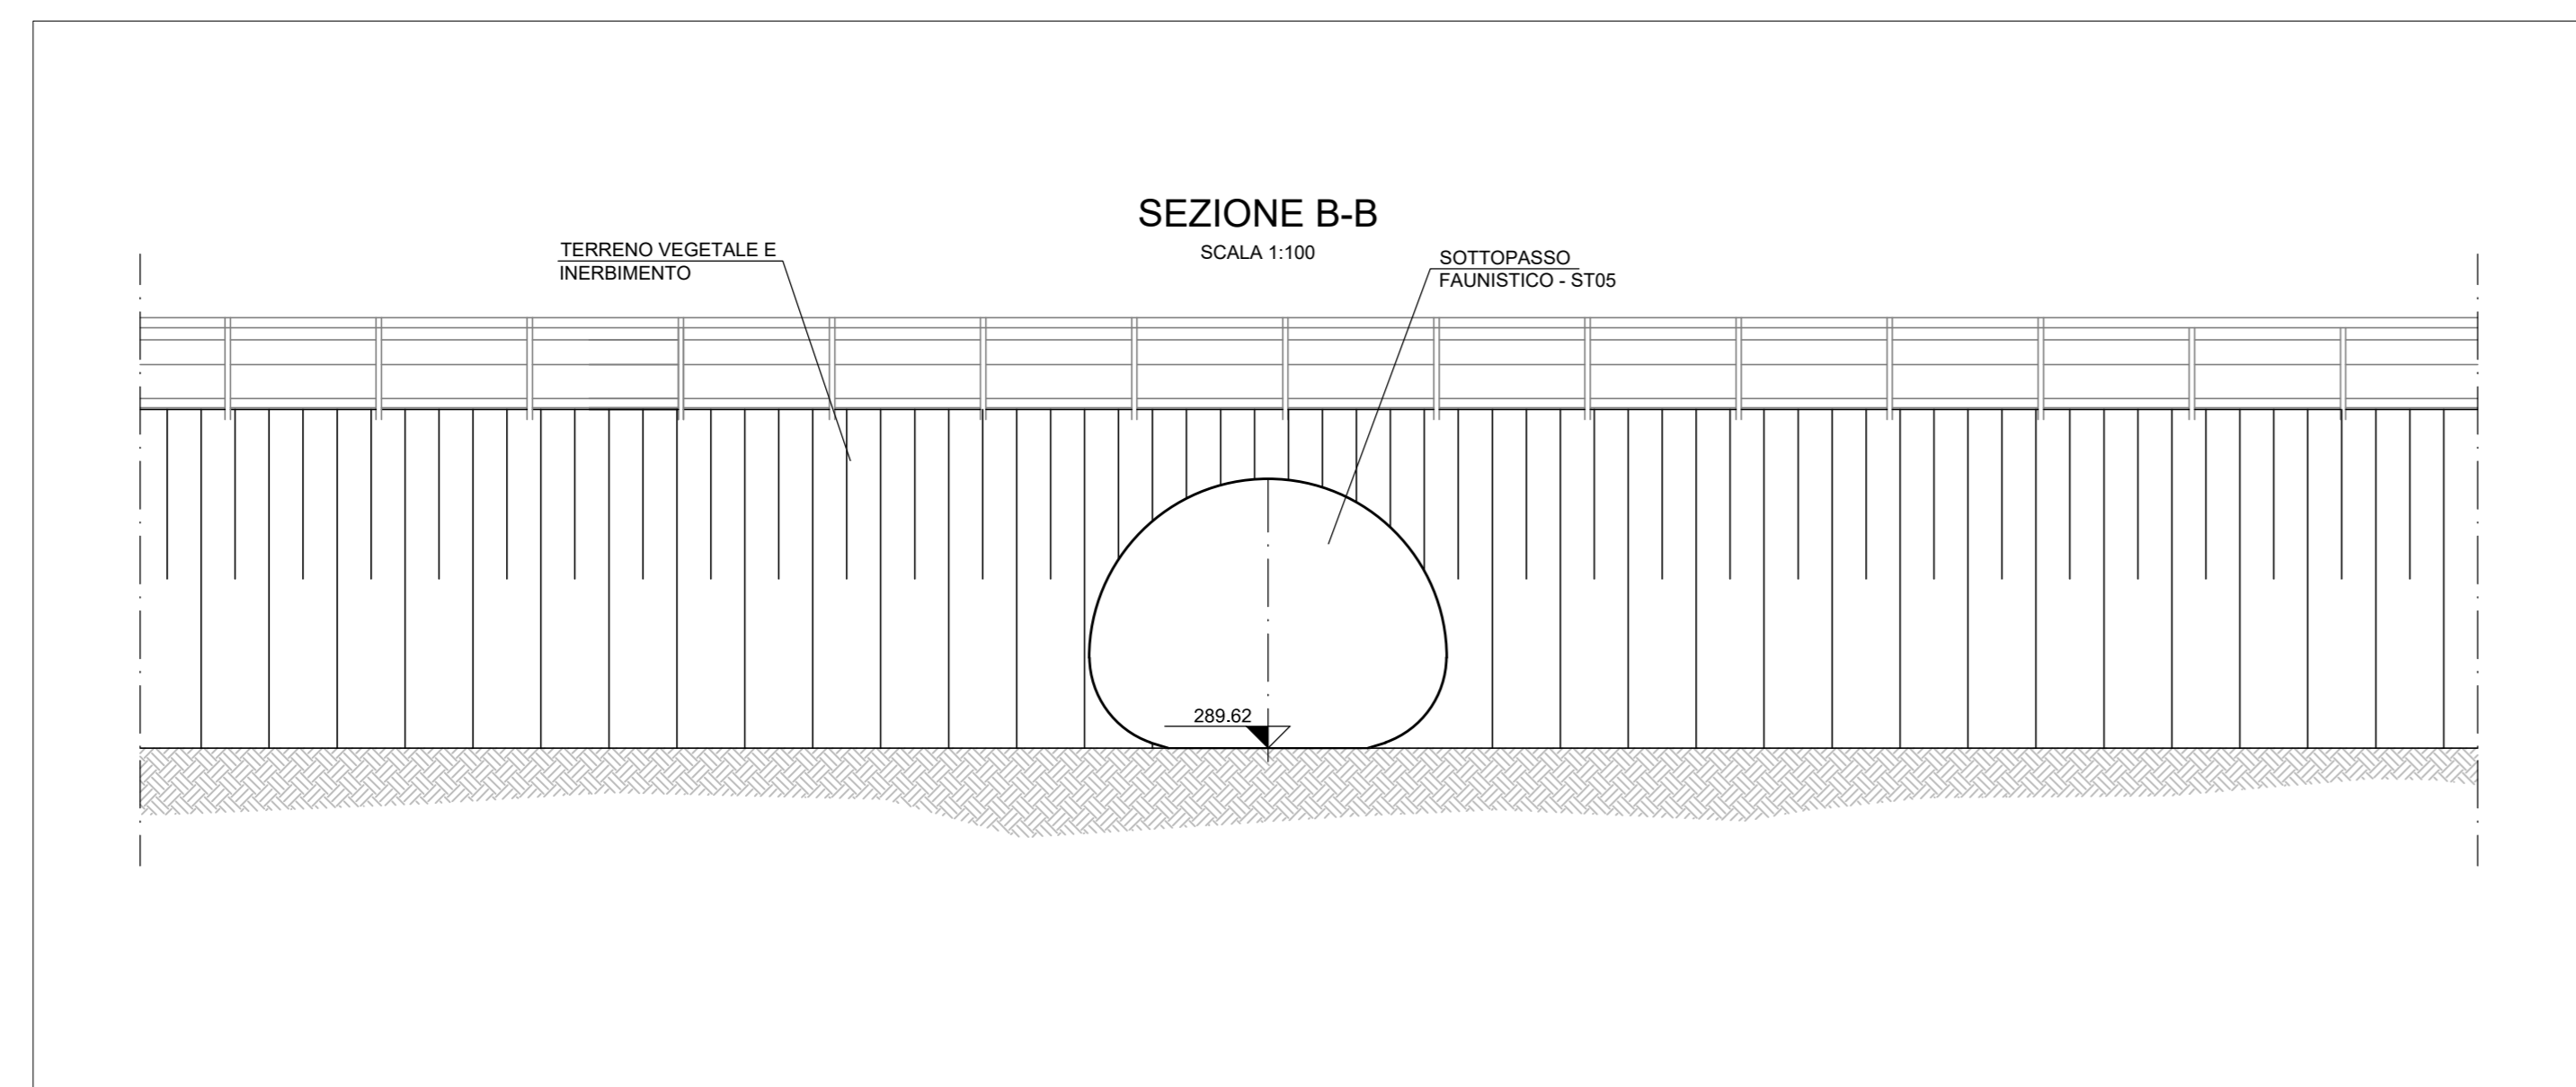 SEZIONE B-B
SCALA 1:100
TERRENO VEGETALE E
INERBIMENTO
SOTTOPASSO
FAUNISTICO - ST05
289.62